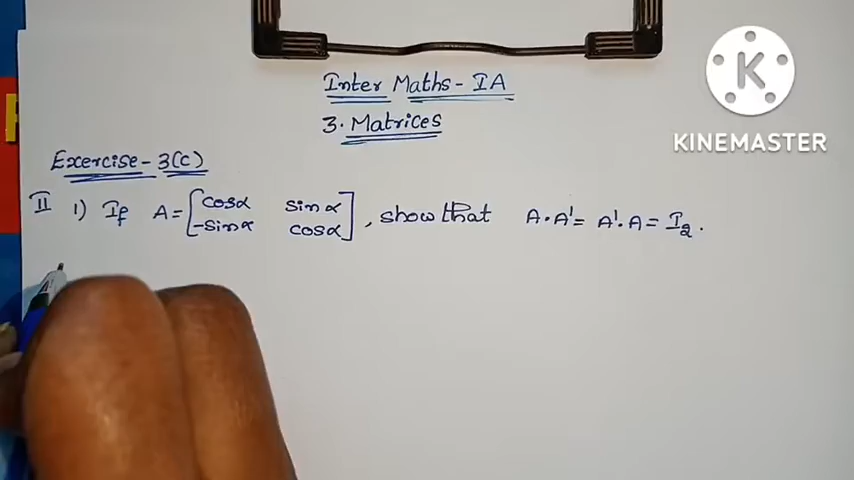 Inter Maths - IA
3. Matrices
KINEMASTER
Exercise - 3(c)
II 1) If A = [cosα sinα
-sinα cosα], show that A·A' = A'·A = I₂.